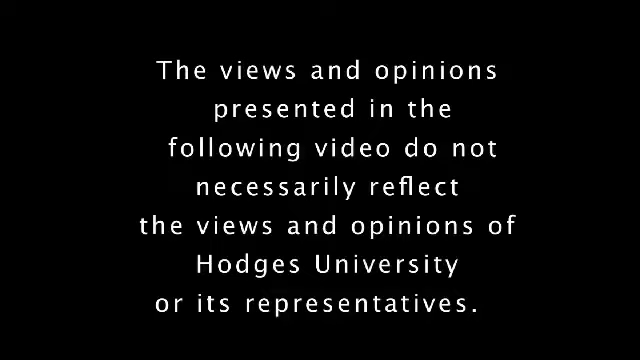 The views and opinions
presented in the
following video do not
necessarily reflect
the views and opinions of
Hodges University
or its representatives.